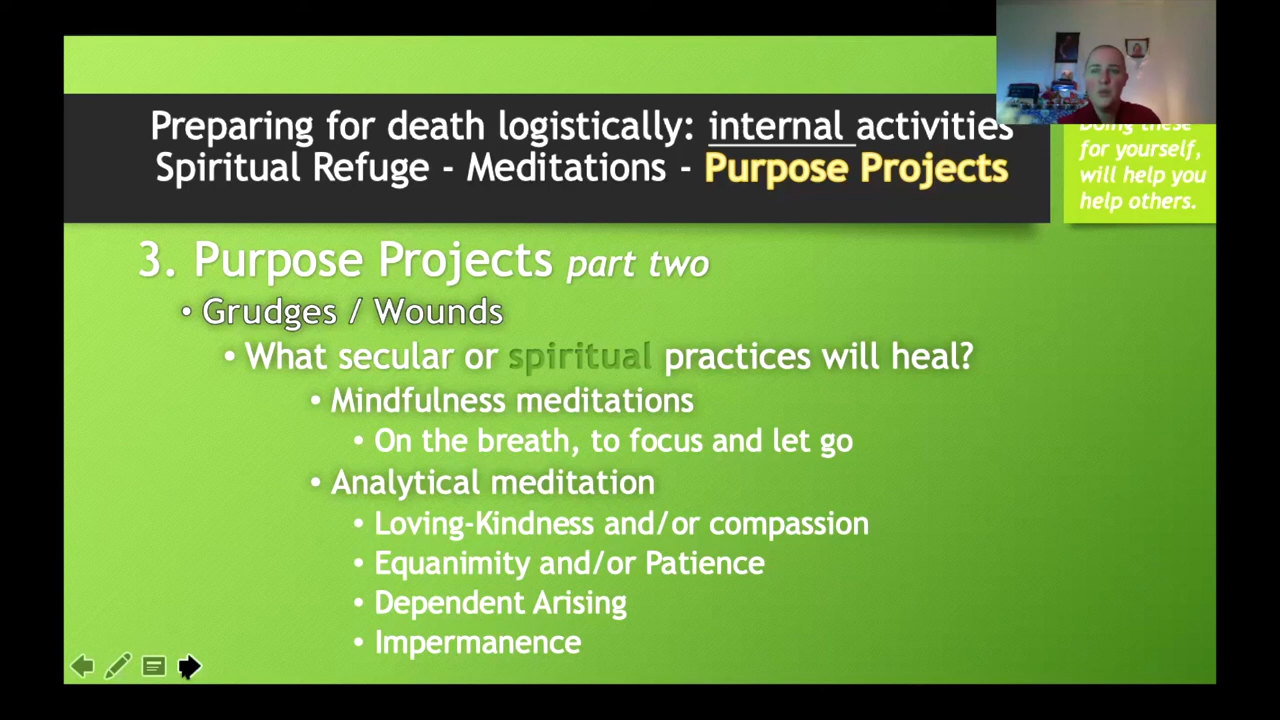 Preparing for death logistically: internal activities
Spiritual Refuge - Meditations - Purpose Projects
Doing these
for yourself,
will help you
help others.
3. Purpose Projects part two
• Grudges / Wounds
• What secular or spiritual practices will heal?
• Mindfulness meditations
• On the breath, to focus and let go
• Analytical meditation
• Loving-Kindness and/or compassion
• Equanimity and/or Patience
• Dependent Arising
• Impermanence